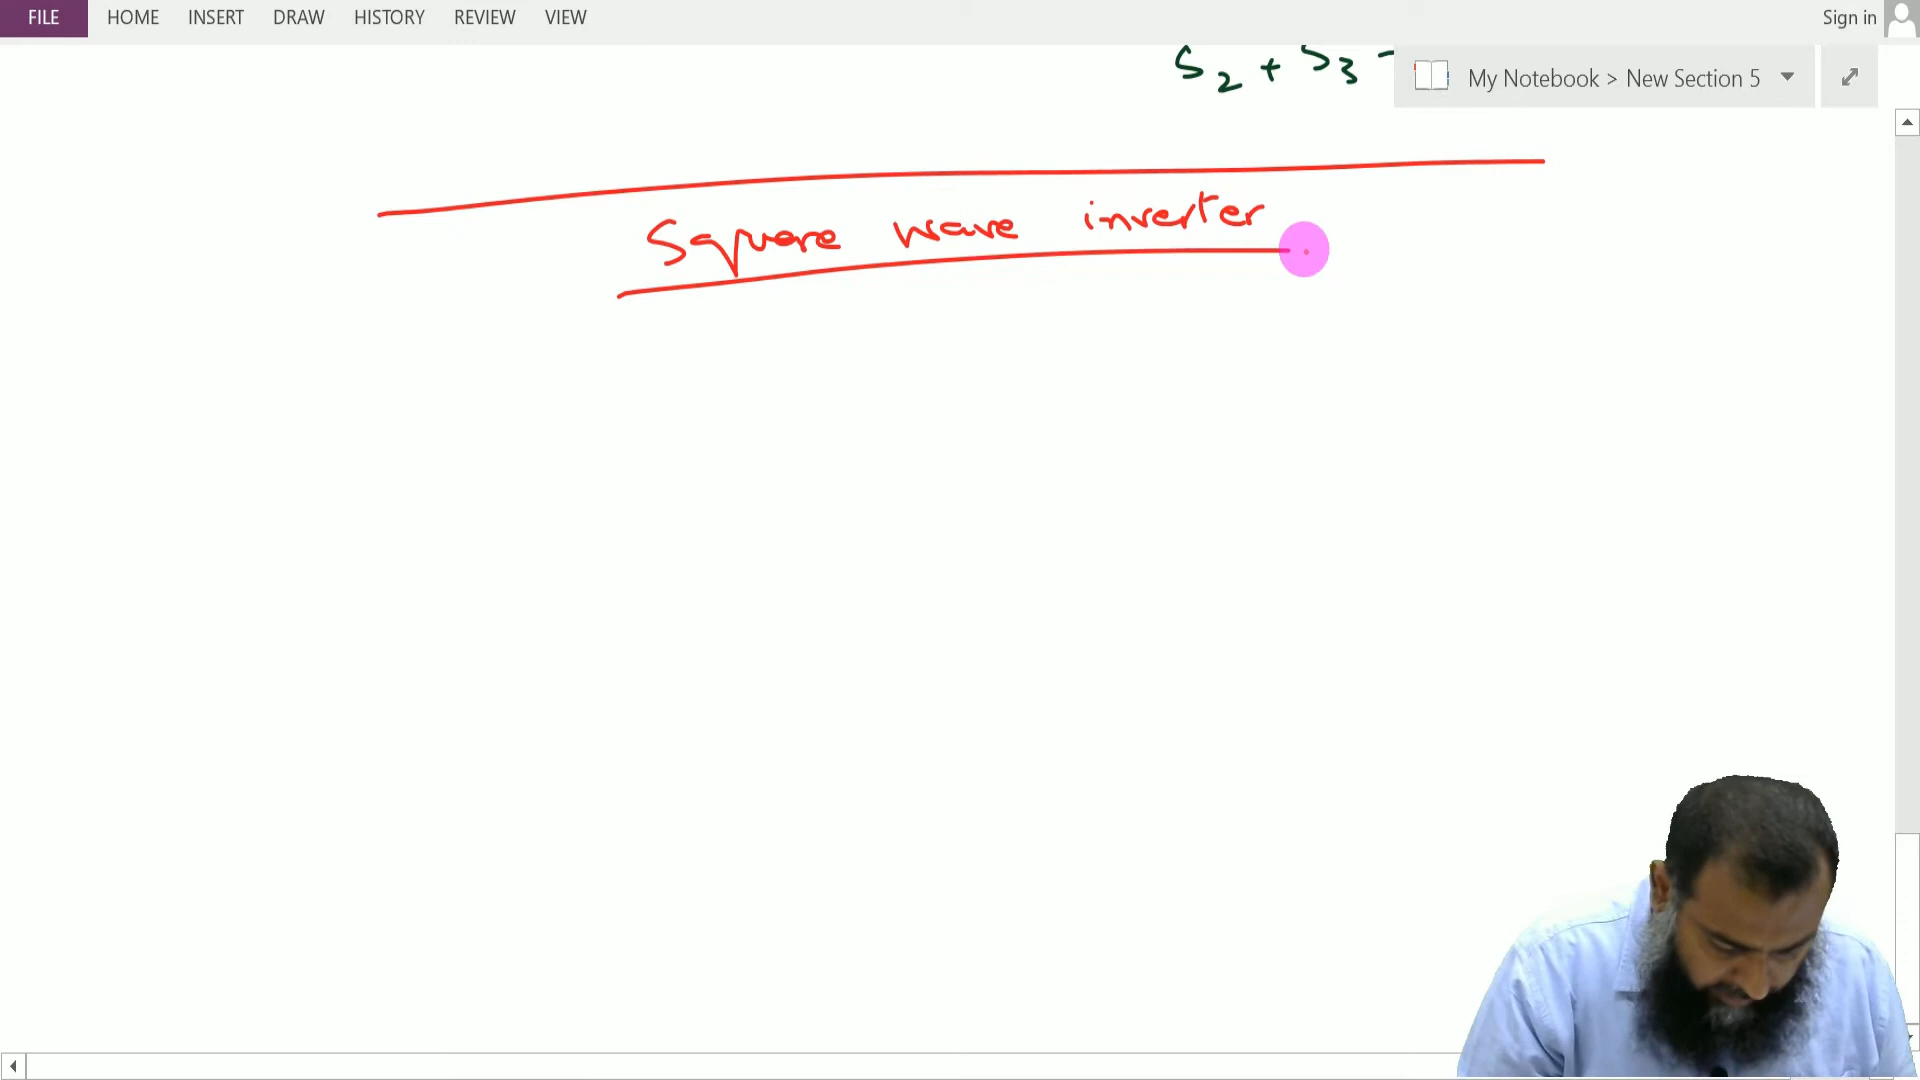 FILE HOME INSERT DRAW HISTORY REVIEW VIEW Sign in
S2 + S3 -
My Notebook > New Section 5
Square wave inverter